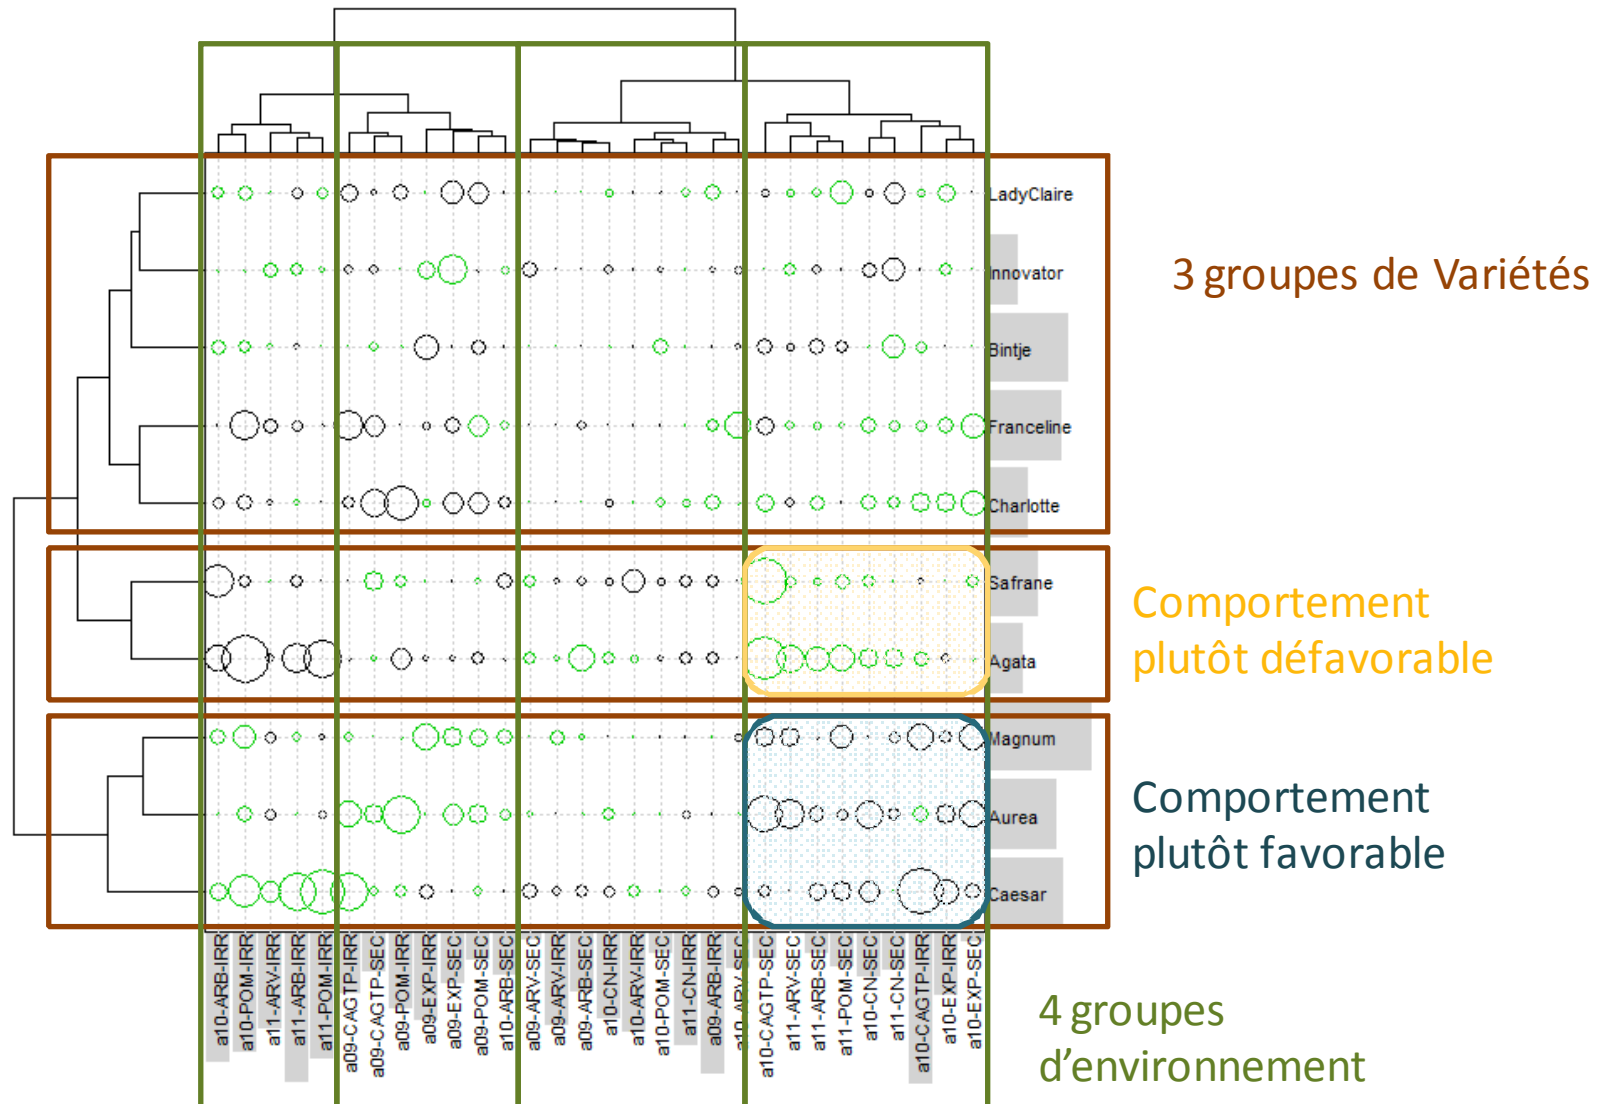 LadyClaire
Innovator
Bintje
Franceline
Charlotte
Safrane
Agata
Magnum
Aurea
Caesar
3 groupes de Variétés
Comportement
plutôt défavorable
Comportement
plutôt favorable
4 groupes
d'environnement
a10-ARB-IRR
a10-POM-IRR
a11-ARV-IRR
a11-ARB-IRR
a11-POM-IRR
a09-CAGTP-IRR
a09-CAGTP-SEC
a09-POM-IRR
a09-EXP-IRR
a09-EXP-SEC
a09-POM-SEC
a10-ARB-SEC
a09-ARV-SEC
a09-ARV-IRR
a09-ARB-SEC
a10-CN-IRR
a10-ARV-IRR
a10-POM-SEC
a11-CN-IRR
a09-ARB-IRR
a10-ARV-SEC
a10-CAGTP-SEC
a11-ARV-SEC
a11-ARB-SEC
a11-POM-SEC
a10-CN-SEC
a11-CN-SEC
a10-CAGTP-IRR
a10-EXP-IRR
a10-EXP-SEC